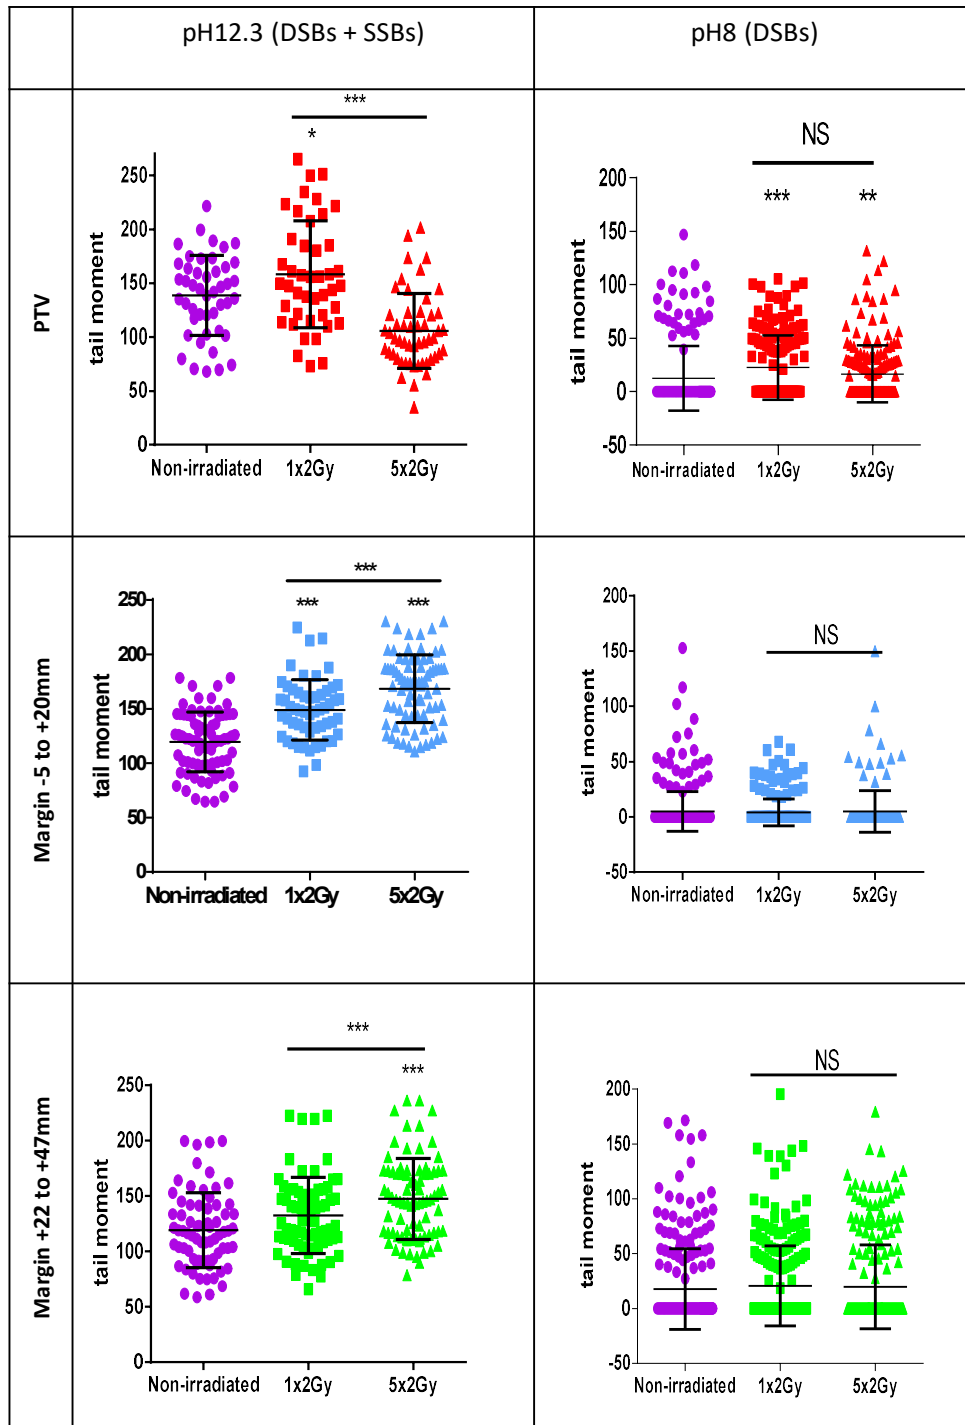 pH12.3 (DSBs + SSBs)
pH8 (DSBs)
PTV
***
*
250
200
150
100
50
0
tail moment
Non-irradiated 1x2Gy 5x2Gy
NS
*** **
200
150
100
50
0
-50
tail moment
Non-irradiated 1x2Gy 5x2Gy
Margin -5 to +20mm
***
*** ***
250
200
150
100
50
0
tail moment
Non-irradiated 1x2Gy 5x2Gy
NS
200
150
100
50
0
-50
tail moment
Non-irradiated 1x2Gy 5x2Gy
Margin +22 to +47mm
***
***
250
200
150
100
50
0
tail moment
Non-irradiated 1x2Gy 5x2Gy
NS
200
150
100
50
0
-50
tail moment
Non-irradiated 1x2Gy 5x2Gy